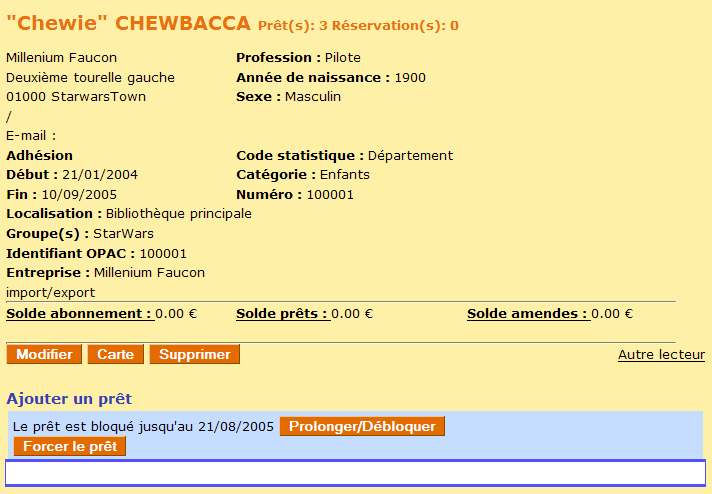 "Chewie" CHEWBACCA Prêt(s): 3 Réservation(s): 0
Millenium Faucon Profession : Pilote
Deuxième tourelle gauche Année de naissance : 1900
01000 StarwarsTown Sexe : Masculin
/
E-mail :
Adhésion Code statistique : Département
Début : 21/01/2004 Catégorie : Enfants
Fin : 10/09/2005 Numéro : 100001
Localisation : Bibliothèque principale
Groupe(s) : StarWars
Identifiant OPAC : 100001
Entreprise : Millenium Faucon
import/export
Solde abonnement : 0.00 € Solde prêts : 0.00 € Solde amendes : 0.00 €
Modifier Carte Supprimer Autre lecteur
Ajouter un prêt
Le prêt est bloqué jusqu'au 21/08/2005 Prolonger/Débloquer
Forcer le prêt